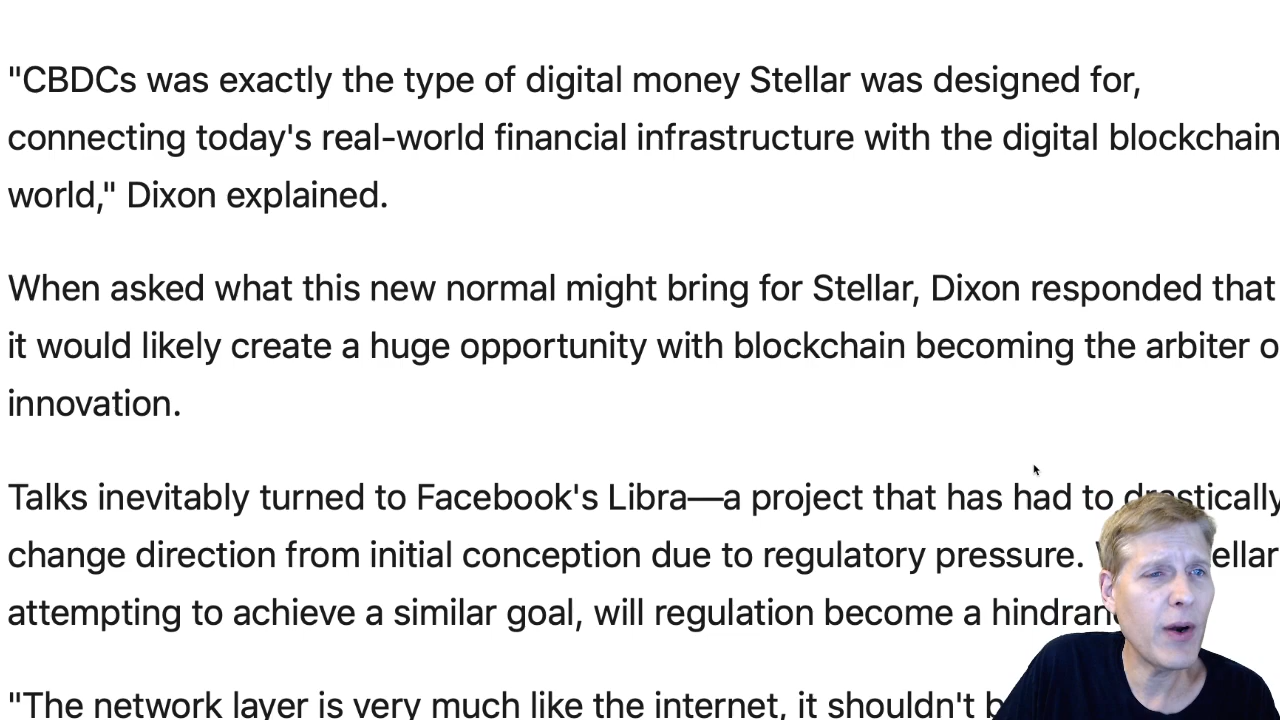 "CBDCs was exactly the type of digital money Stellar was designed for,
connecting today's real-world financial infrastructure with the digital blockchain
world," Dixon explained.
When asked what this new normal might bring for Stellar, Dixon responded that
it would likely create a huge opportunity with blockchain becoming the arbiter
innovation.
Talks inevitably turned to Facebook's Libra—a project that has had to drastically
change direction from initial conception due to regulatory pressure.
attempting to achieve a similar goal, will regulation become a
"The network layer is very much like the internet, it shouldn't